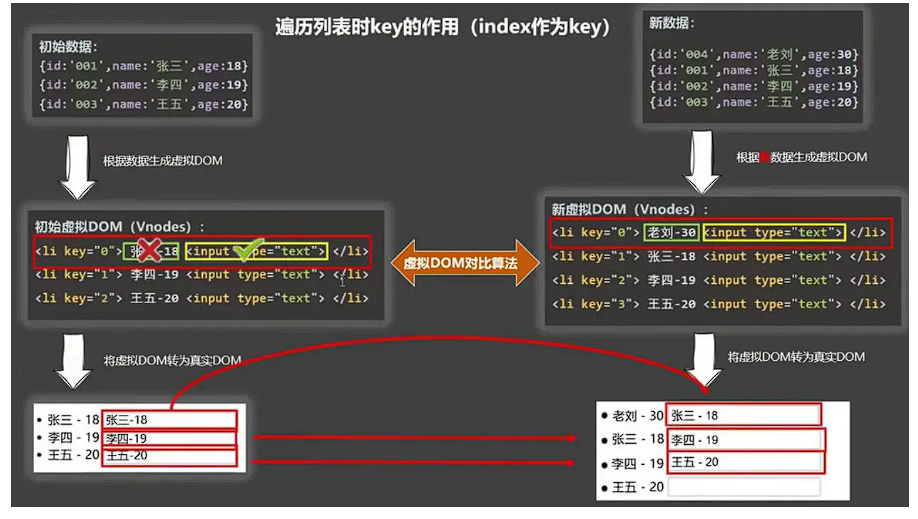 遍历列表时key的作用（index作为key）
初始数据：
{id:'001',name:'张三',age:18}
{id:'002',name:'李四',age:19}
{id:'003',name:'王五',age:20}
根据数据生成虚拟DOM
初始虚拟DOM（Vnodes）：
<li key="0"> 张-18 <input type="text"> </li>
<li key="1"> 李四-19 <input type="text"> </li>
<li key="2"> 王五-20 <input type="text"> </li>
将虚拟DOM转为真实DOM
张三 - 18 张三-18
李四 - 19 李四-19
王五 - 20 王五-20
虚拟DOM对比算法
新数据：
{id:'004',name:'老刘',age:30}
{id:'001',name:'张三',age:18}
{id:'002',name:'李四',age:19}
{id:'003',name:'王五',age:20}
根据新数据生成虚拟DOM
新虚拟DOM（Vnodes）：
<li key="0"> 老刘-30 <input type="text"> </li>
<li key="1"> 张三-18 <input type="text"> </li>
<li key="2"> 李四-19 <input type="text"> </li>
<li key="3"> 王五-20 <input type="text"> </li>
将虚拟DOM转为真实DOM
老刘 - 30 张三 - 18
张三 - 18 李四 - 19
李四 - 19 王五 - 20
王五 - 20